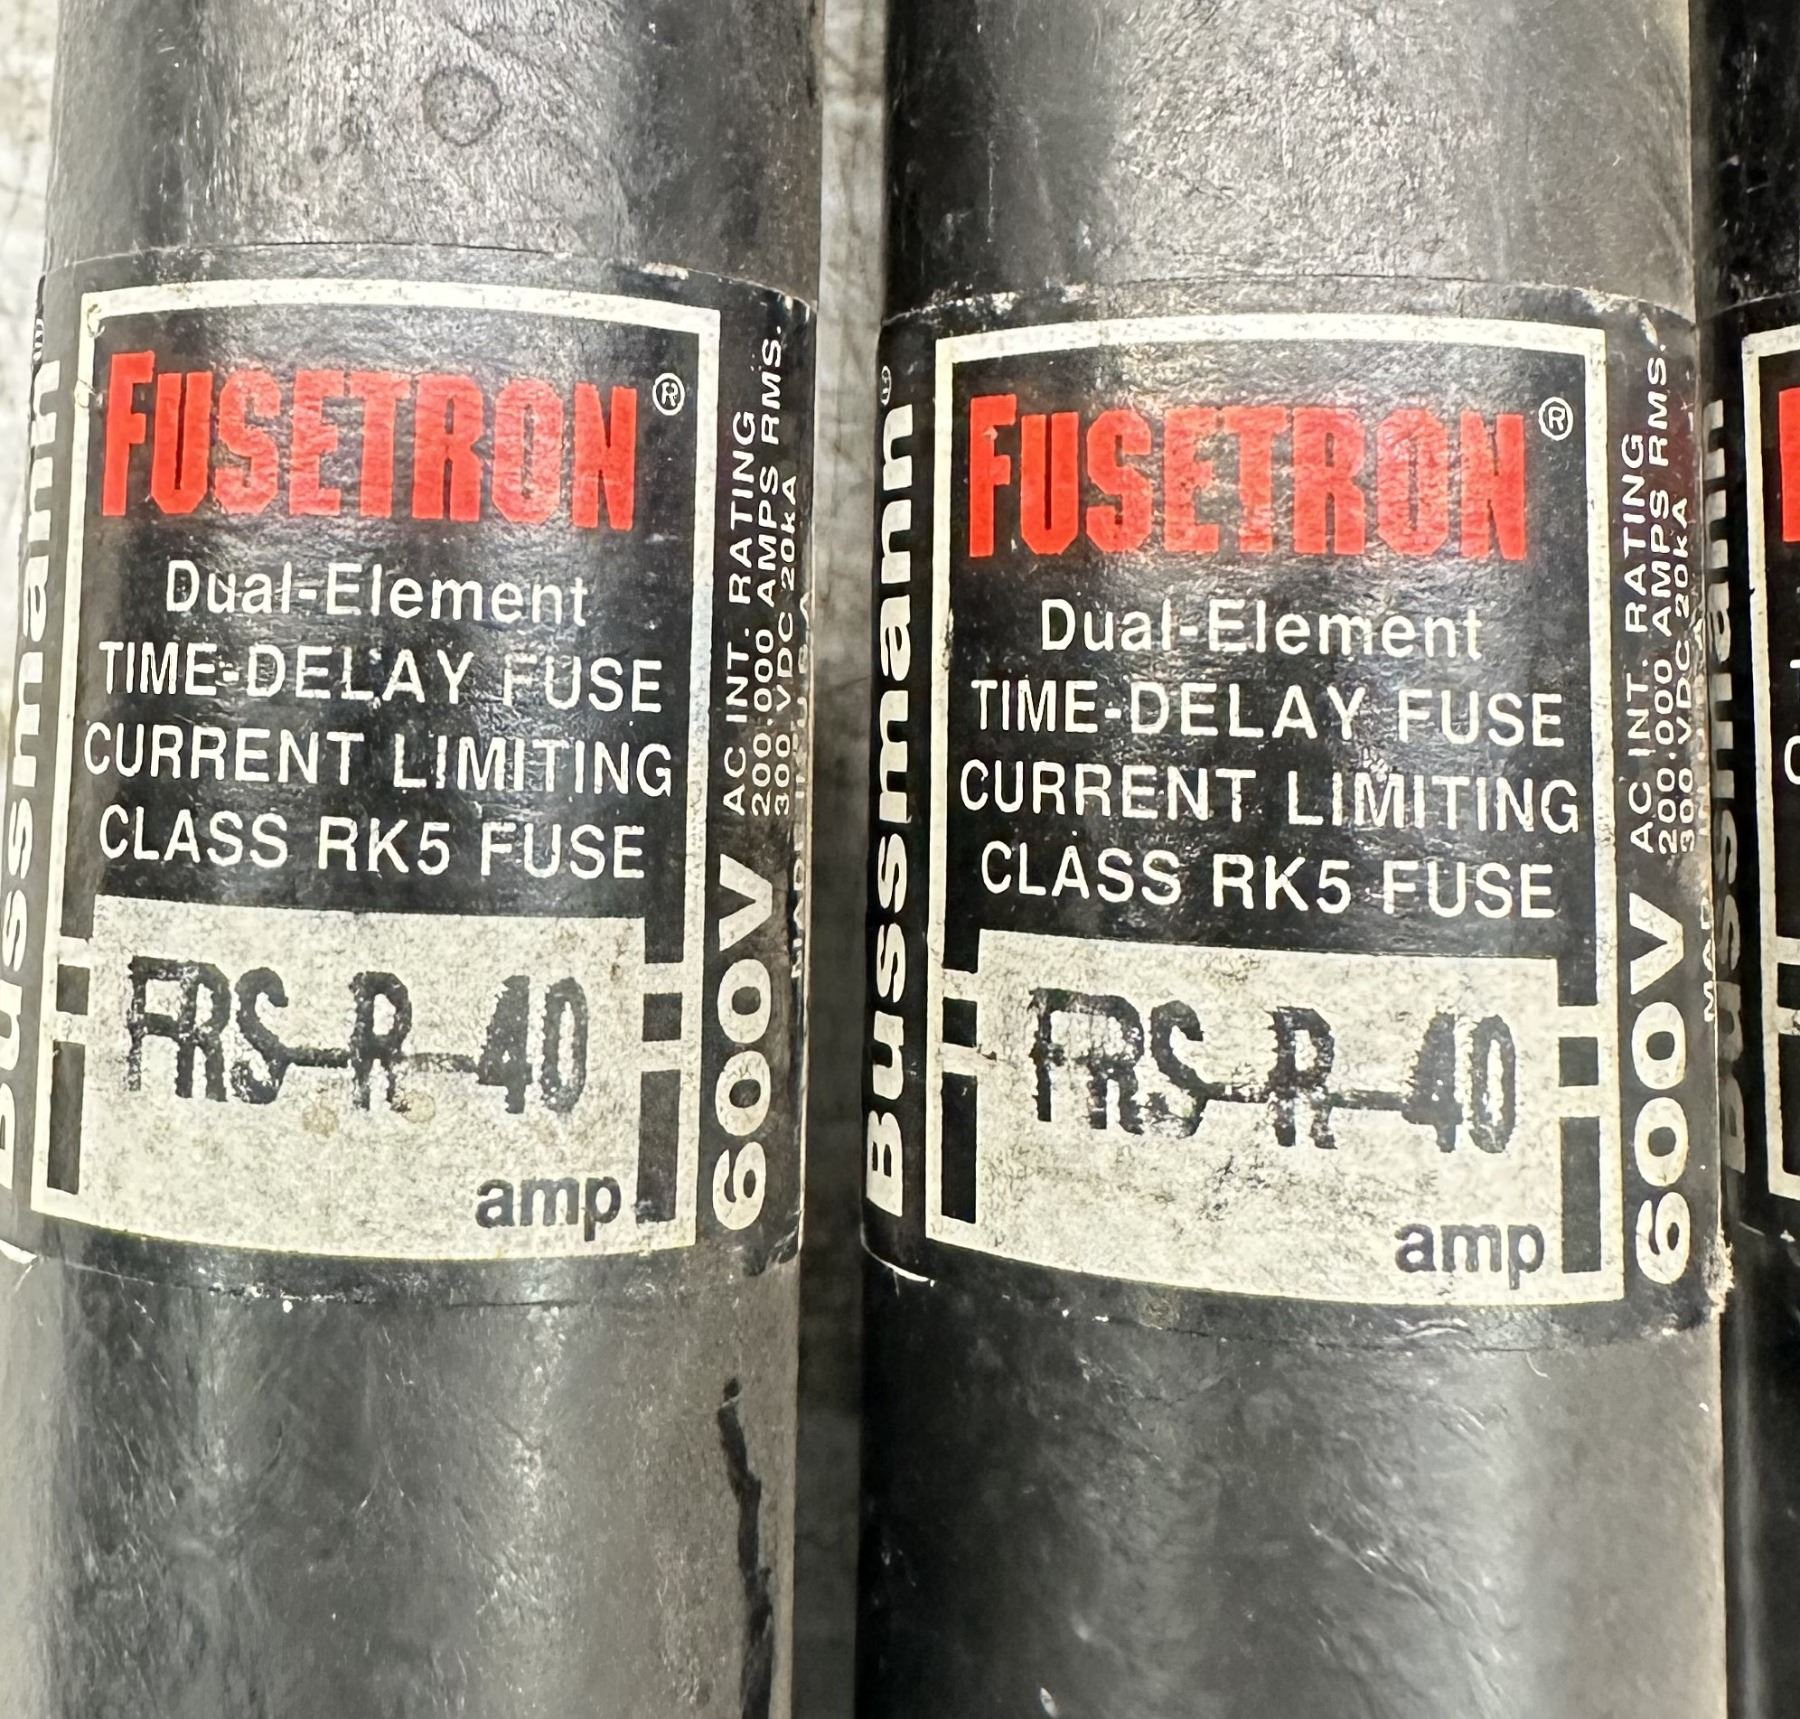 Bussmann®
FUSETRON®
Dual-Element
TIME-DELAY FUSE
CURRENT LIMITING
CLASS RK5 FUSE
FRS-R-40
amp
600V
AC INT. RATING
200,000 AMPS RMS.
300 VDC 20kA
Bussmann®
FUSETRON®
Dual-Element
TIME-DELAY FUSE
CURRENT LIMITING
CLASS RK5 FUSE
FRS-R-40
amp
600V
AC INT. RATING
200,000 AMPS RMS.
300 VDC 20kA
Bussmann